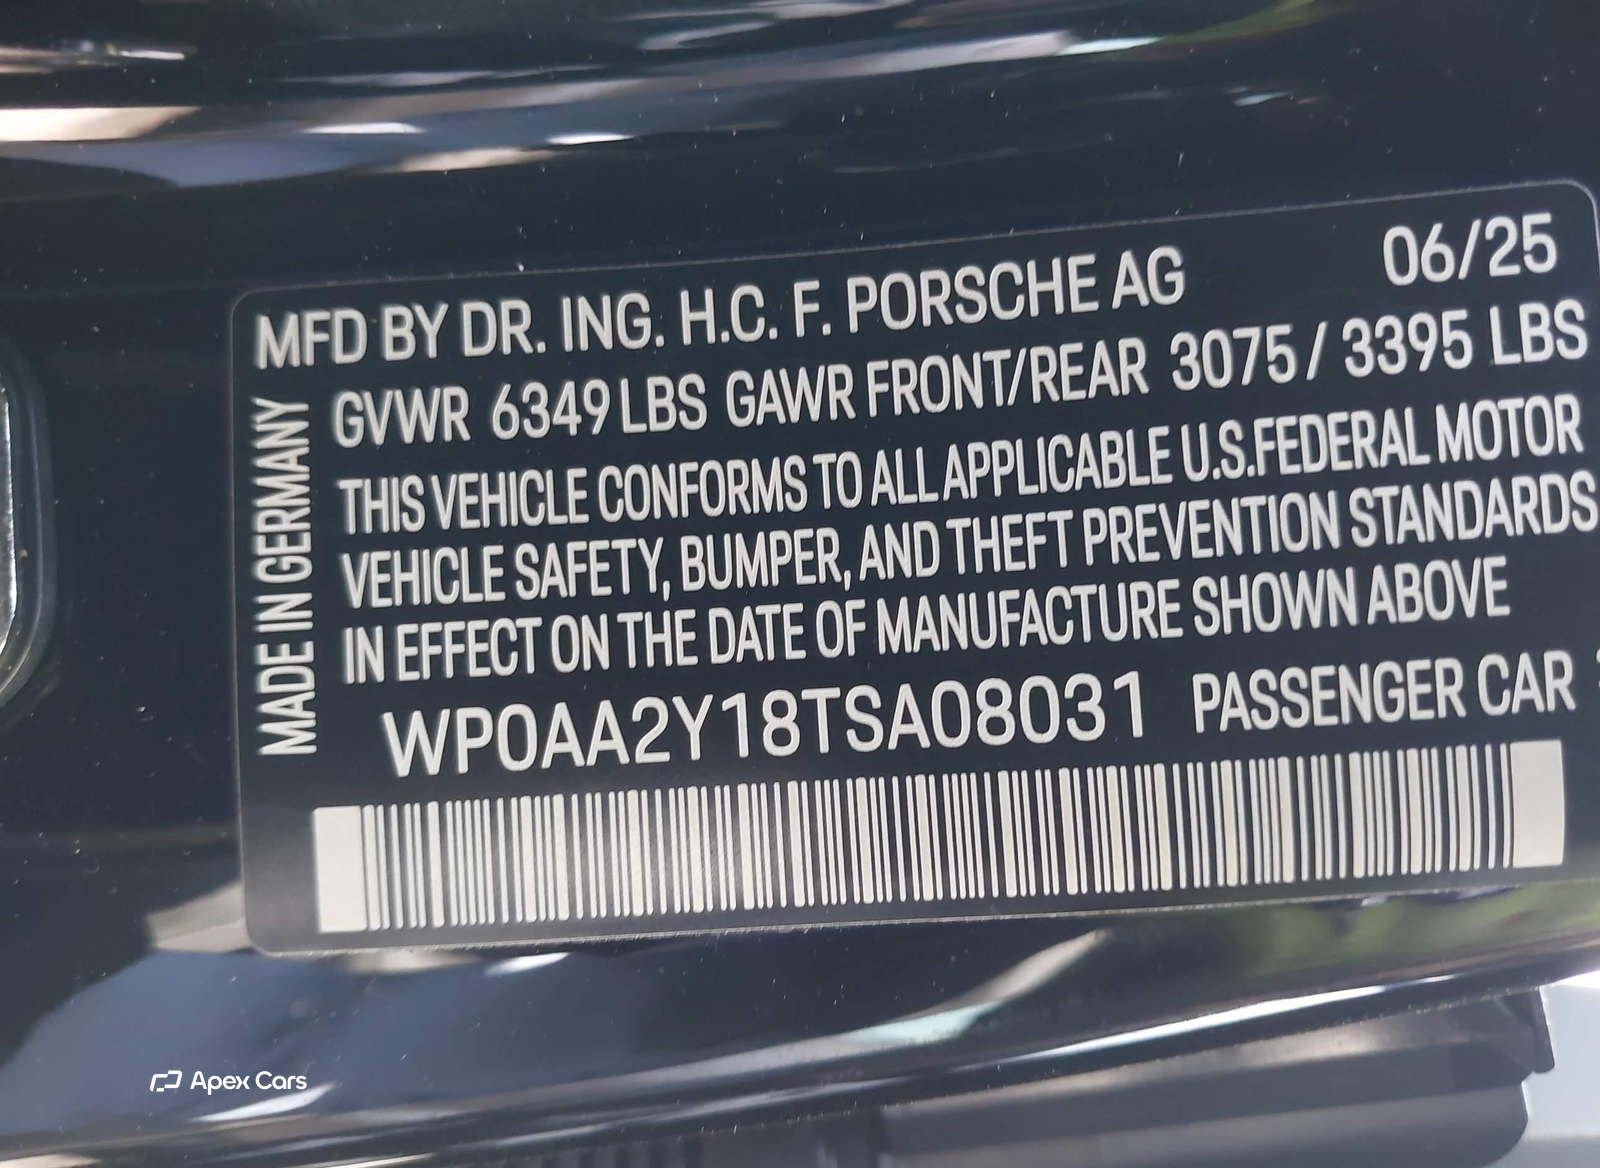 MFD BY DR. ING. H.C. F. PORSCHE AG 06/25
GVWR 6349 LBS GAWR FRONT/REAR 3075 / 3395 LBS
THIS VEHICLE CONFORMS TO ALL APPLICABLE U.S.FEDERAL MOTOR
VEHICLE SAFETY, BUMPER, AND THEFT PREVENTION STANDARDS
IN EFFECT ON THE DATE OF MANUFACTURE SHOWN ABOVE
WP0AA2Y18TSA08031 PASSENGER CAR
MADE IN GERMANY
Apex Cars